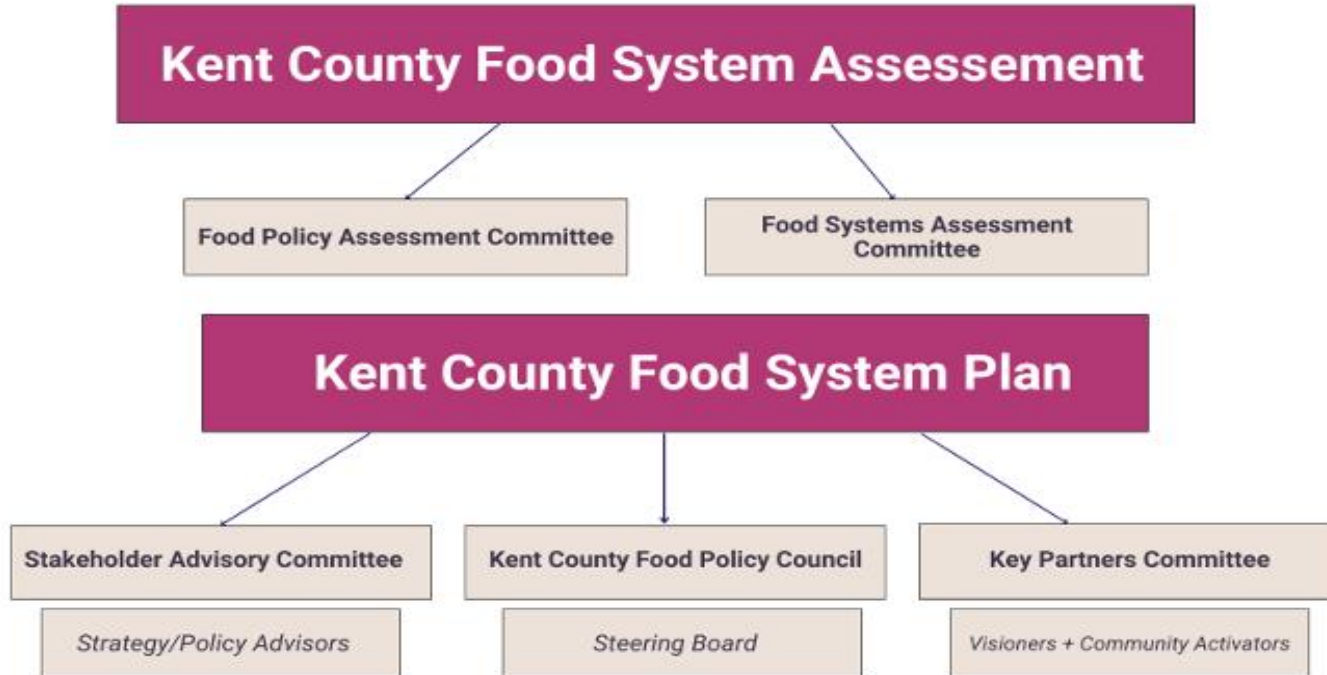 Kent County Food System Assessement
Food Policy Assessment Committee
Food Systems Assessment
Committee
Kent County Food System Plan
Stakeholder Advisory Committee
Kent County Food Policy Council
Key Partners Committee
Strategy/Policy Advisors
Steering Board
Visioners + Community Activators